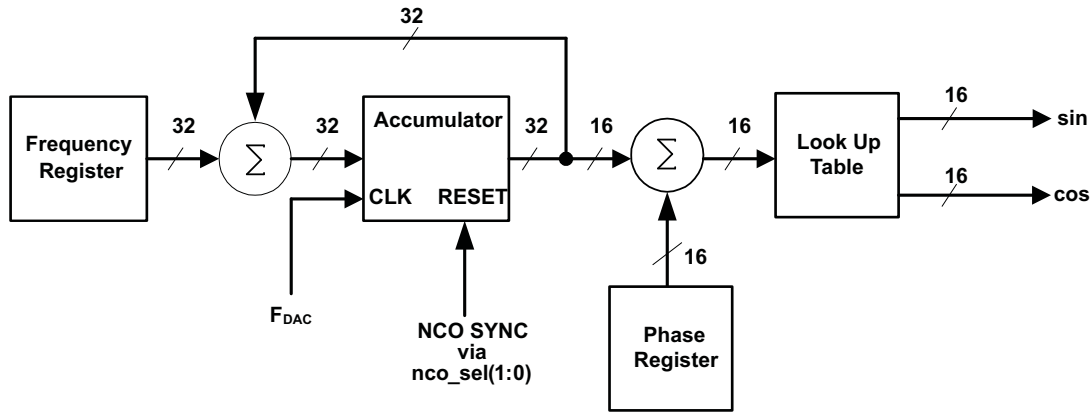 32
Frequency
Register
32
Σ
32
Accumulator
CLK RESET
32
16
Σ
16
Look Up
Table
16
sin
16
cos
F_DAC
NCO SYNC
via
nco_sel(1:0)
16
Phase
Register